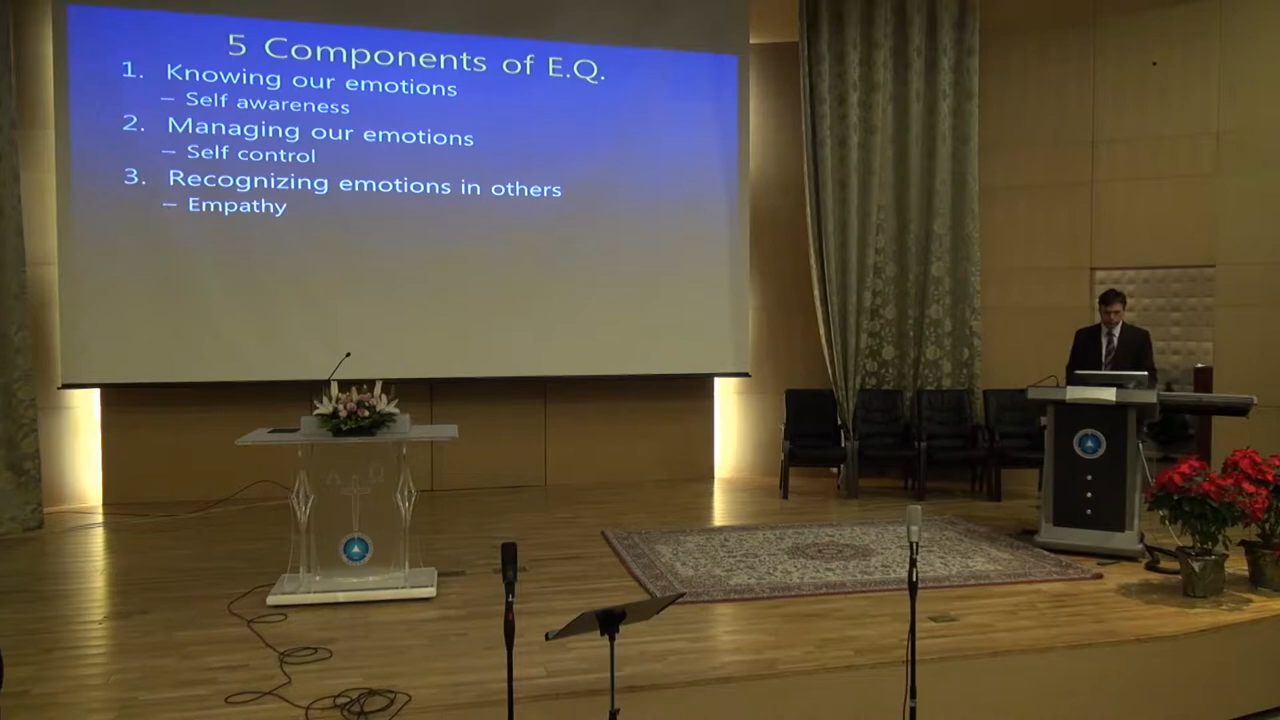 5 Components of E.Q.
1. Knowing our emotions
– Self awareness
2. Managing our emotions
– Self control
3. Recognizing emotions in others
– Empathy